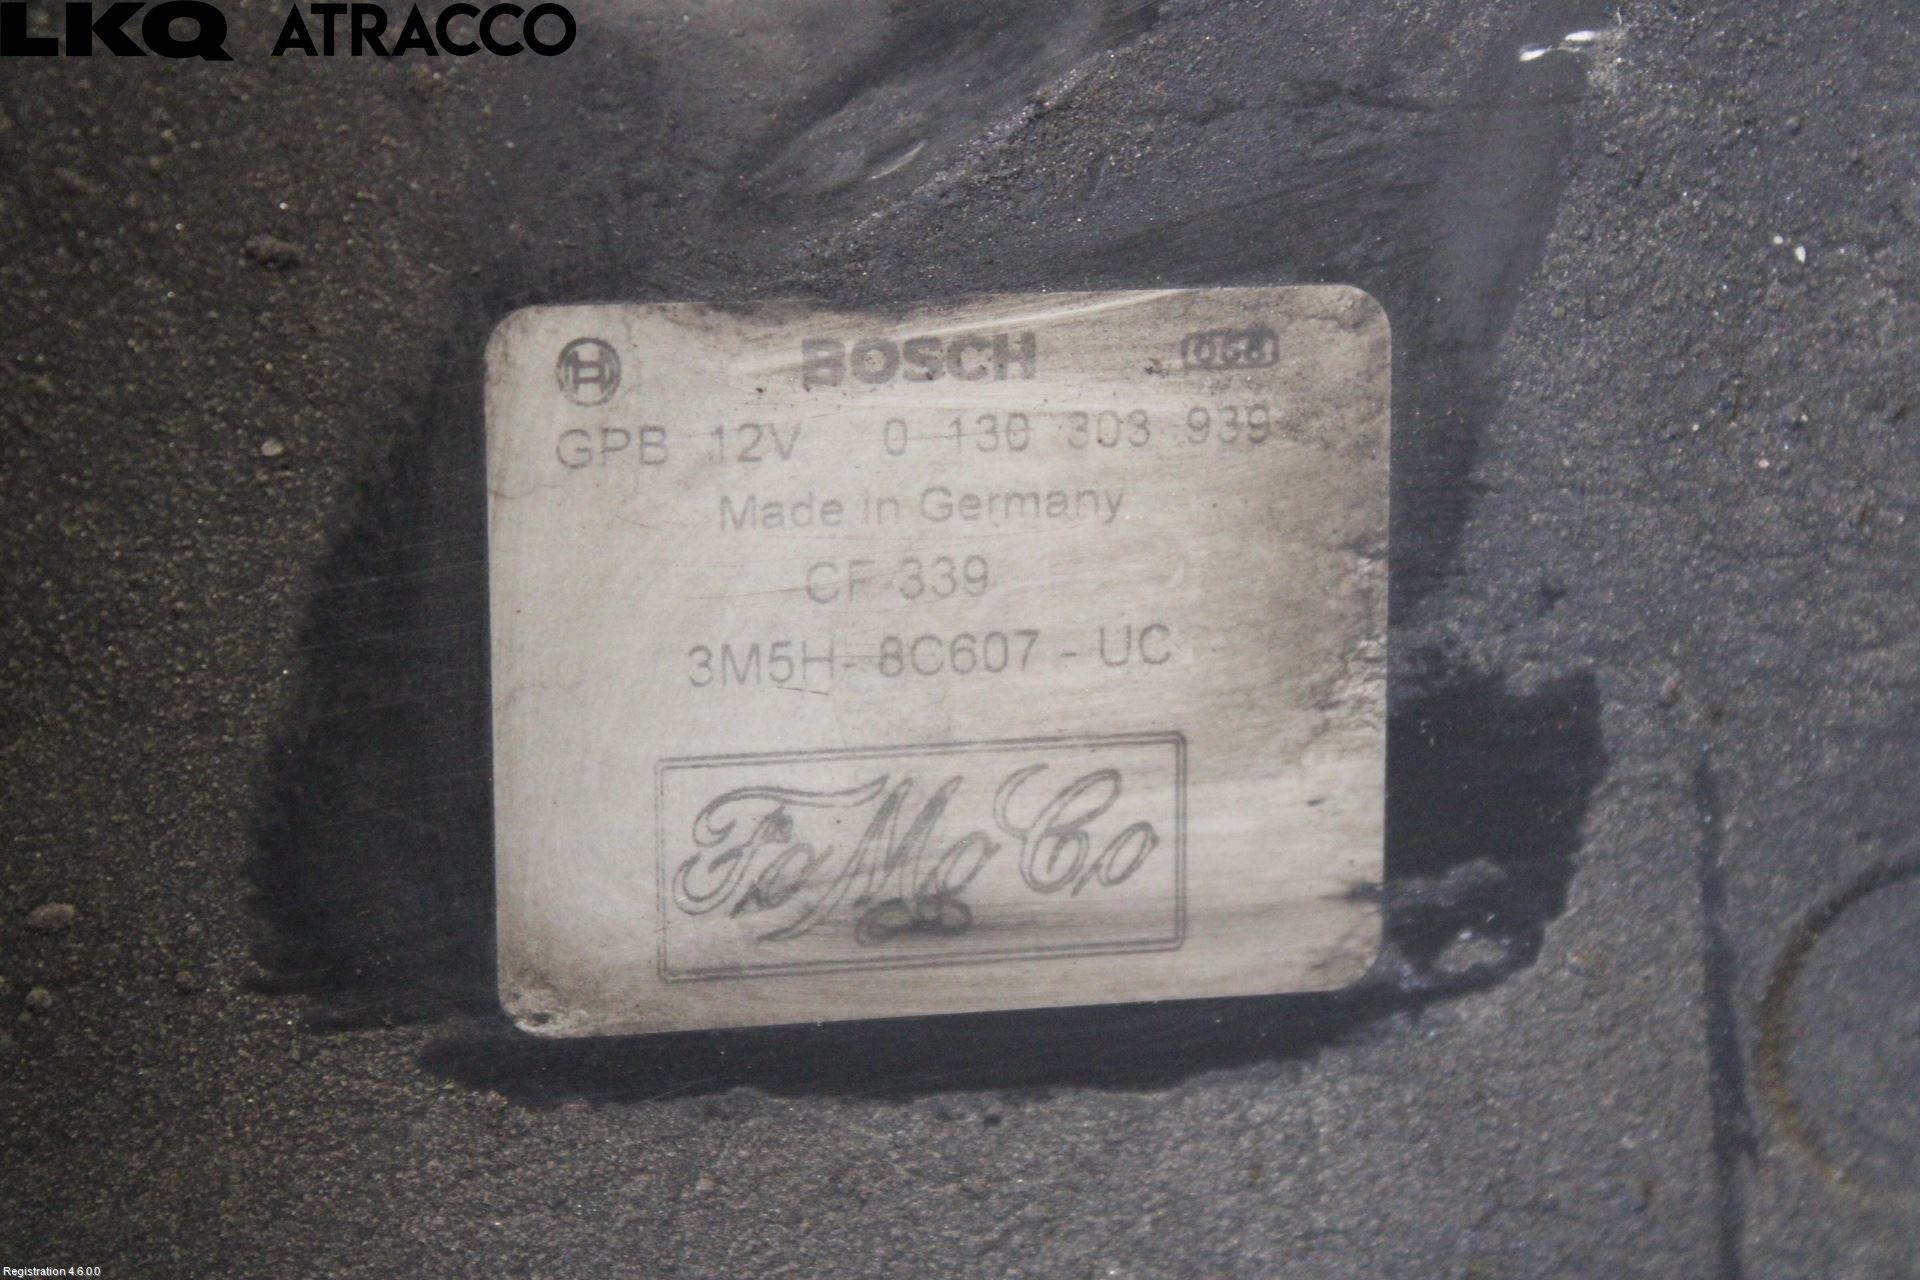 LKQ ATRACCO
BOSCH
GPB 12V 0 130 303 939
Made in Germany
CF 339
3M5H-8C607-UC
FoMoCo
Registration 4.6.0.0